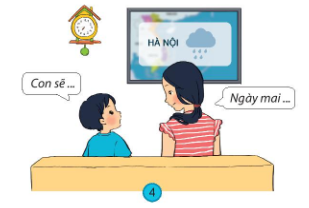 HÀ NỘI
Con sẽ ...
Ngày mai ...
4